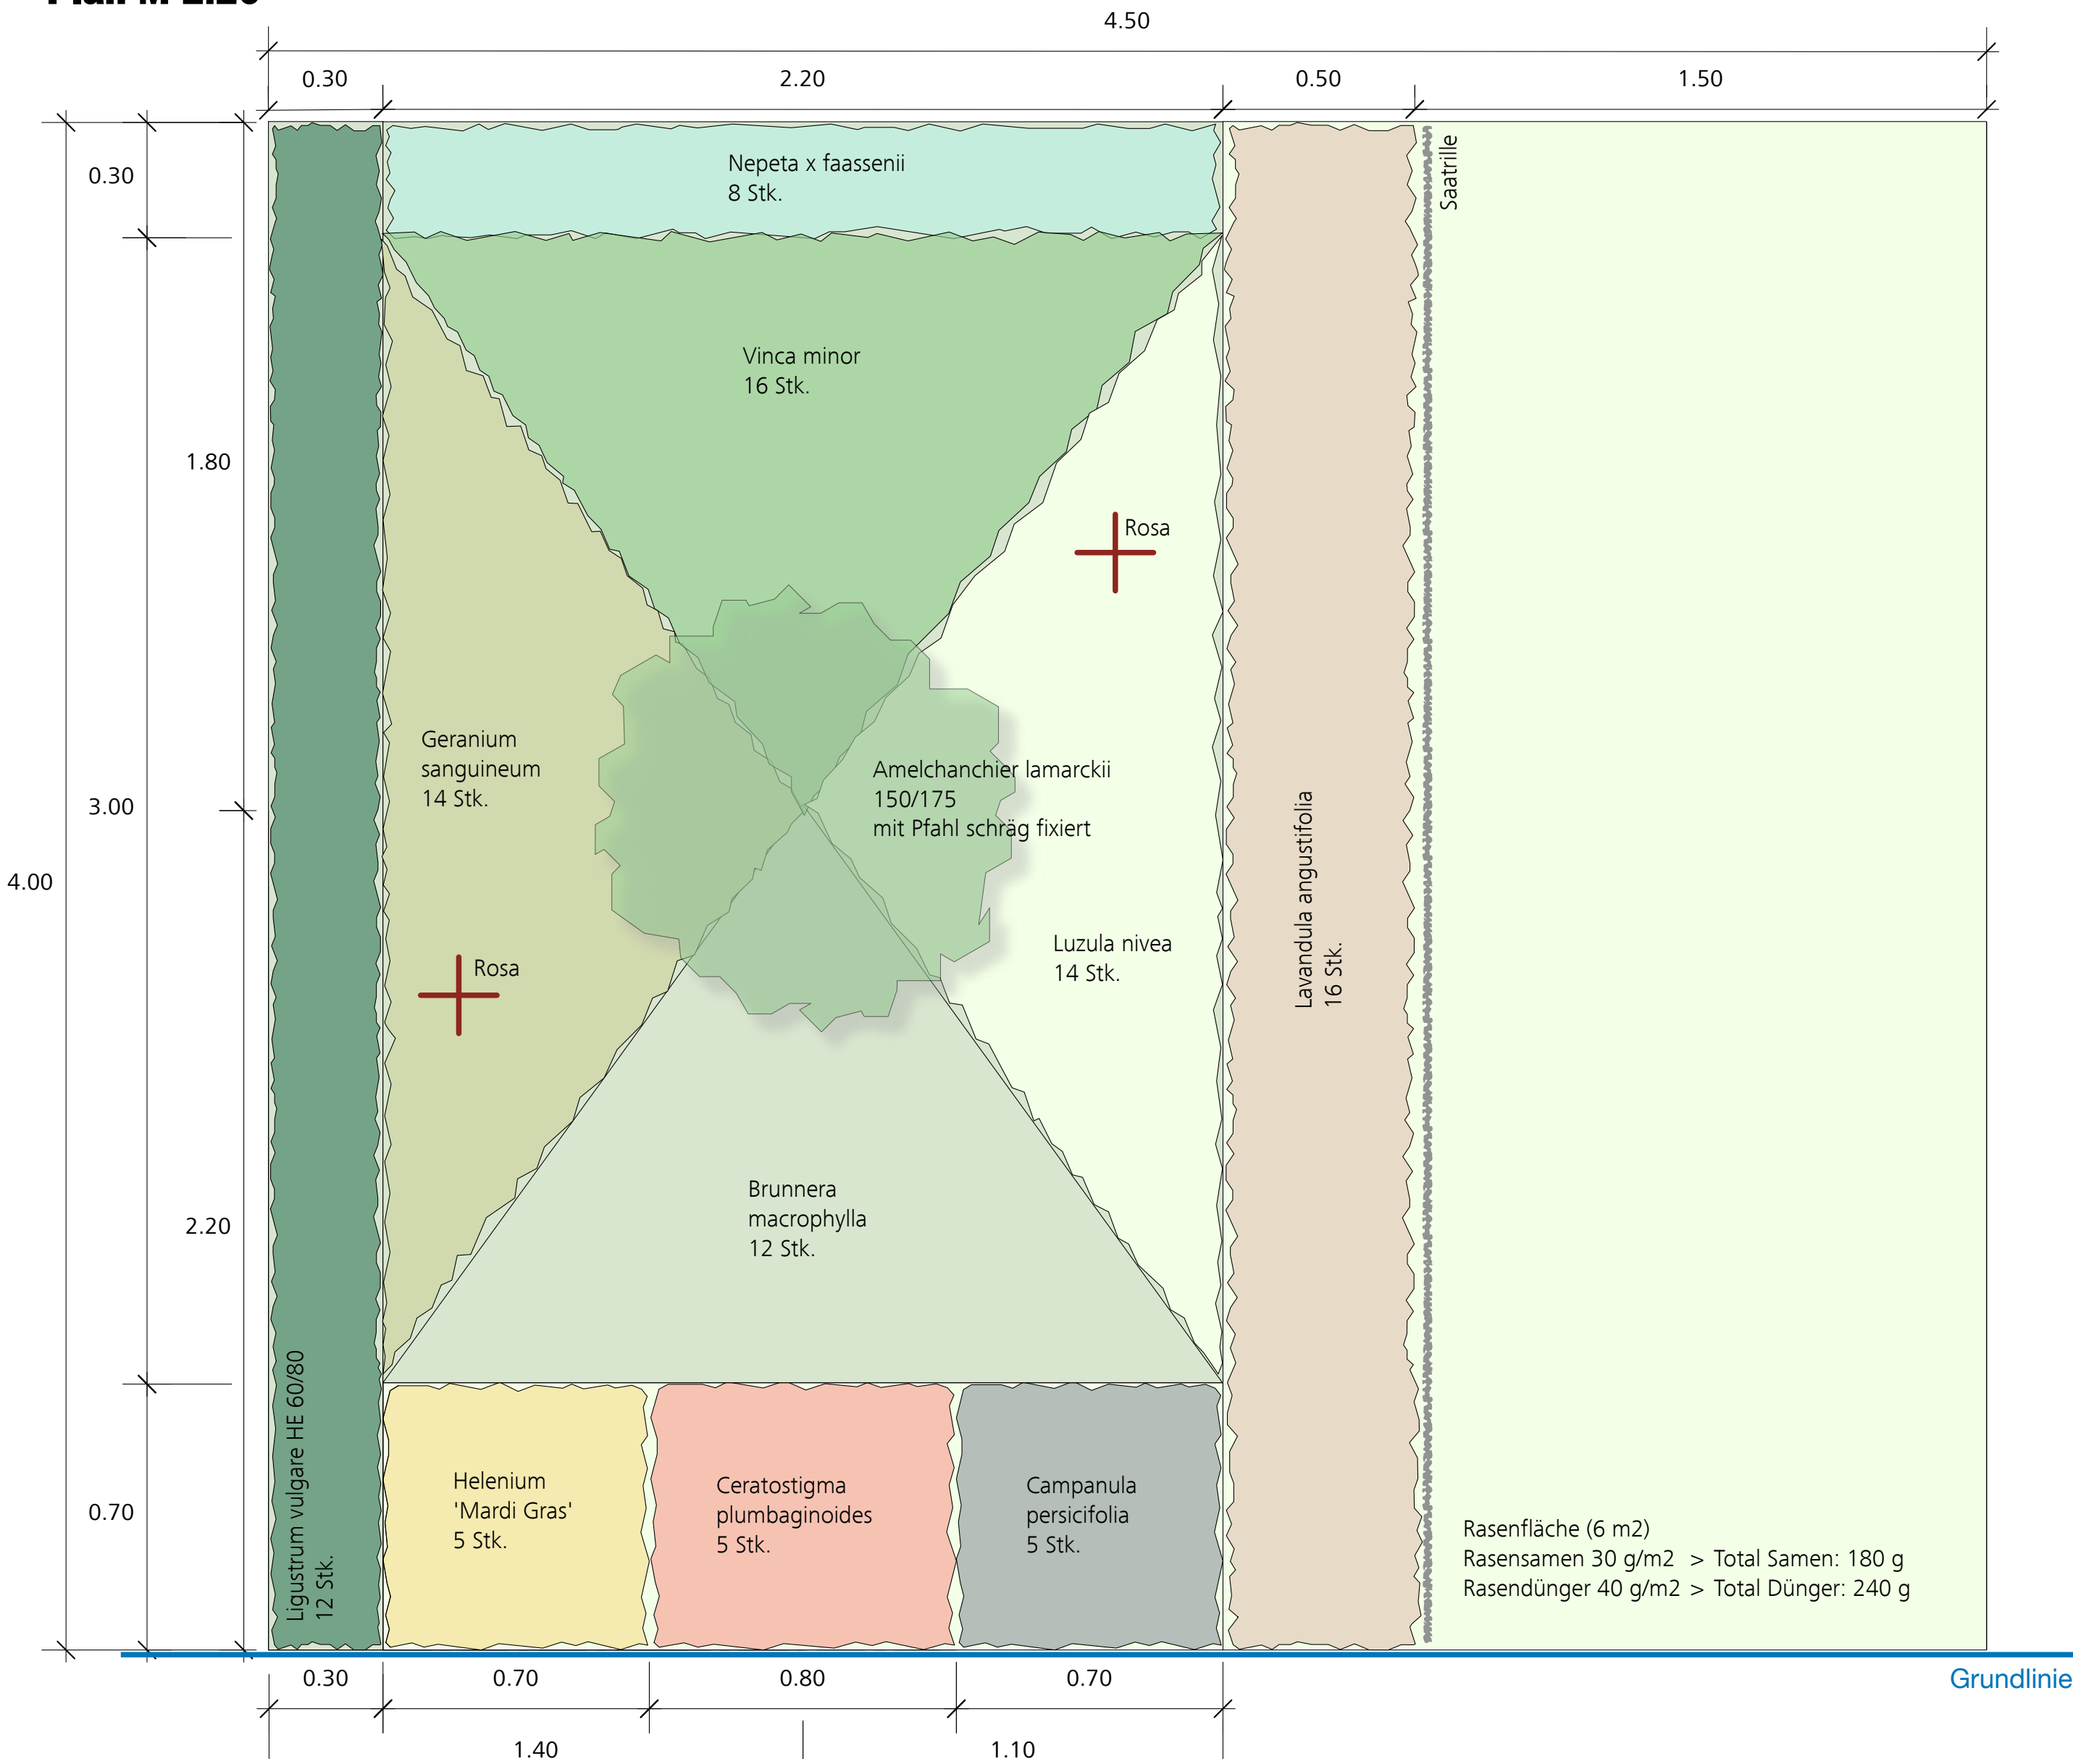 4.50
0.30
2.20
0.50
1.50
Nepeta x faassenii
8 Stk.
Saatrille
0.30
Vinca minor
16 Stk.
1.80
Rosa
Geranium
sanguineum
14 Stk.
Amelchanchier lamarckii
150/175
mit Pfahl schräg fixiert
3.00
4.00
Lavandula angustifolia
16 Stk.
Luzula nivea
14 Stk.
Rosa
Brunnera
macrophylla
12 Stk.
2.20
Ligustrum vulgare HE 60/80
12 Stk.
Helenium
'Mardi Gras'
5 Stk.
Ceratostigma
plumbaginoides
5 Stk.
Campanula
persicifolia
5 Stk.
0.70
Rasenfläche (6 m2)
Rasensamen 30 g/m2 > Total Samen: 180 g
Rasendünger 40 g/m2 > Total Dünger: 240 g
Grundlinie
0.30
0.70
0.80
0.70
1.40
1.10